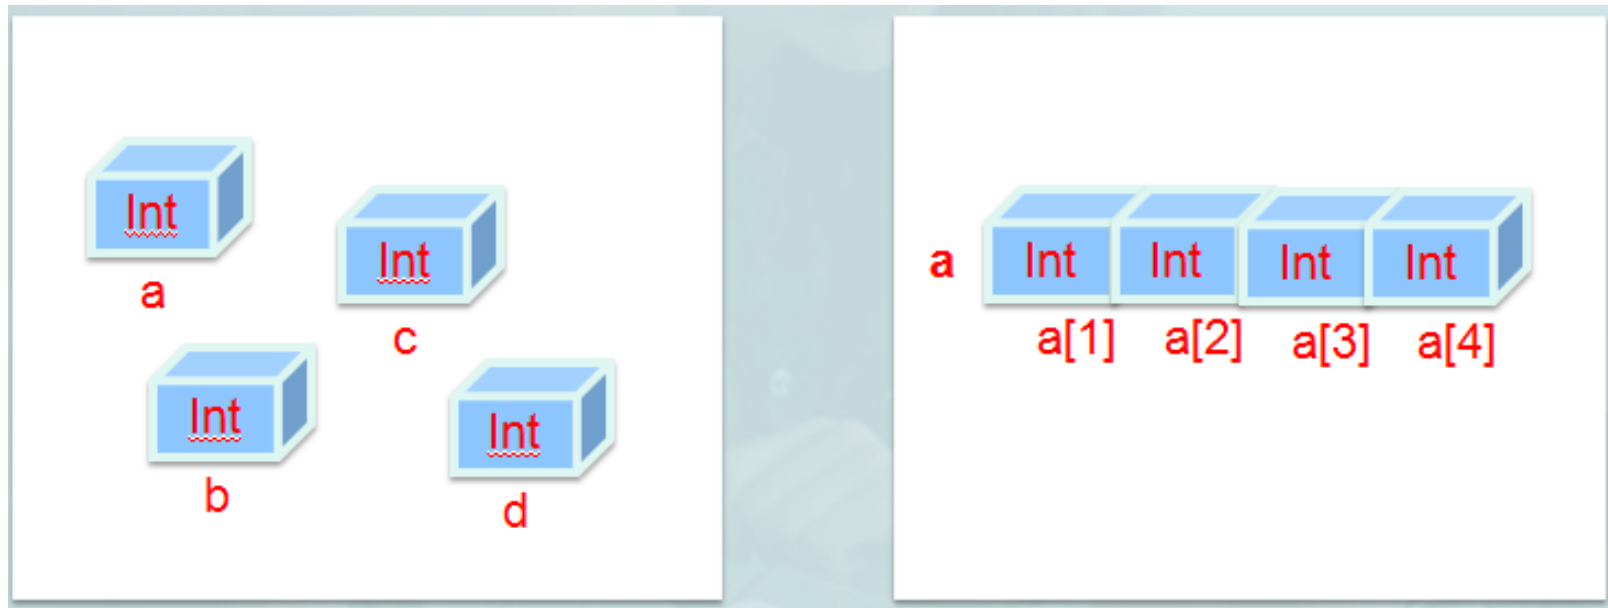 Int
a
Int
c
Int
b
Int
d
a
Int Int Int Int
a[1] a[2] a[3] a[4]